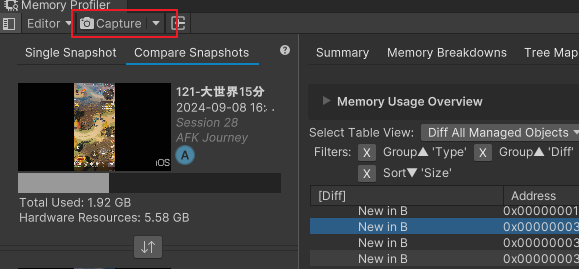 Memory Profiler
Editor Capture
Single Snapshot Compare Snapshots ?
121-大世界15分
2024-09-08 16:..
Session 28
AFK Journey
iOS
A
Total Used: 1.92 GB
Hardware Resources: 5.58 GB
Summary Memory Breakdowns Tree Map
Memory Usage Overview
Select Table View: Diff All Managed Objects
Filters: X Group▲ 'Type' X Group▲ 'Diff'
X Sort▼ 'Size'
[Diff] Address
New in B 0x00000001
New in B 0x00000003
New in B 0x00000003
New in B 0x00000003